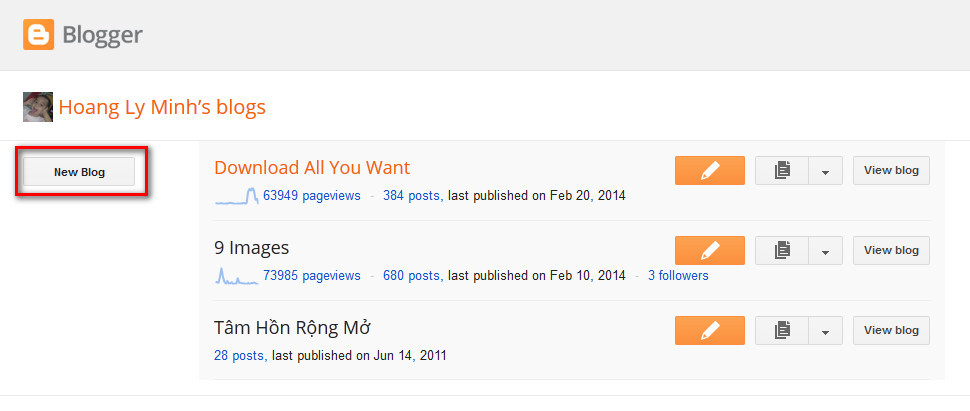 Blogger
Hoang Ly Minh's blogs
New Blog
Download All You Want
View blog
63949 pageviews - 384 posts, last published on Feb 20, 2014
9 Images
View blog
73985 pageviews - 680 posts, last published on Feb 10, 2014 - 3 followers
Tâm Hồn Rộng Mở
View blog
28 posts, last published on Jun 14, 2011